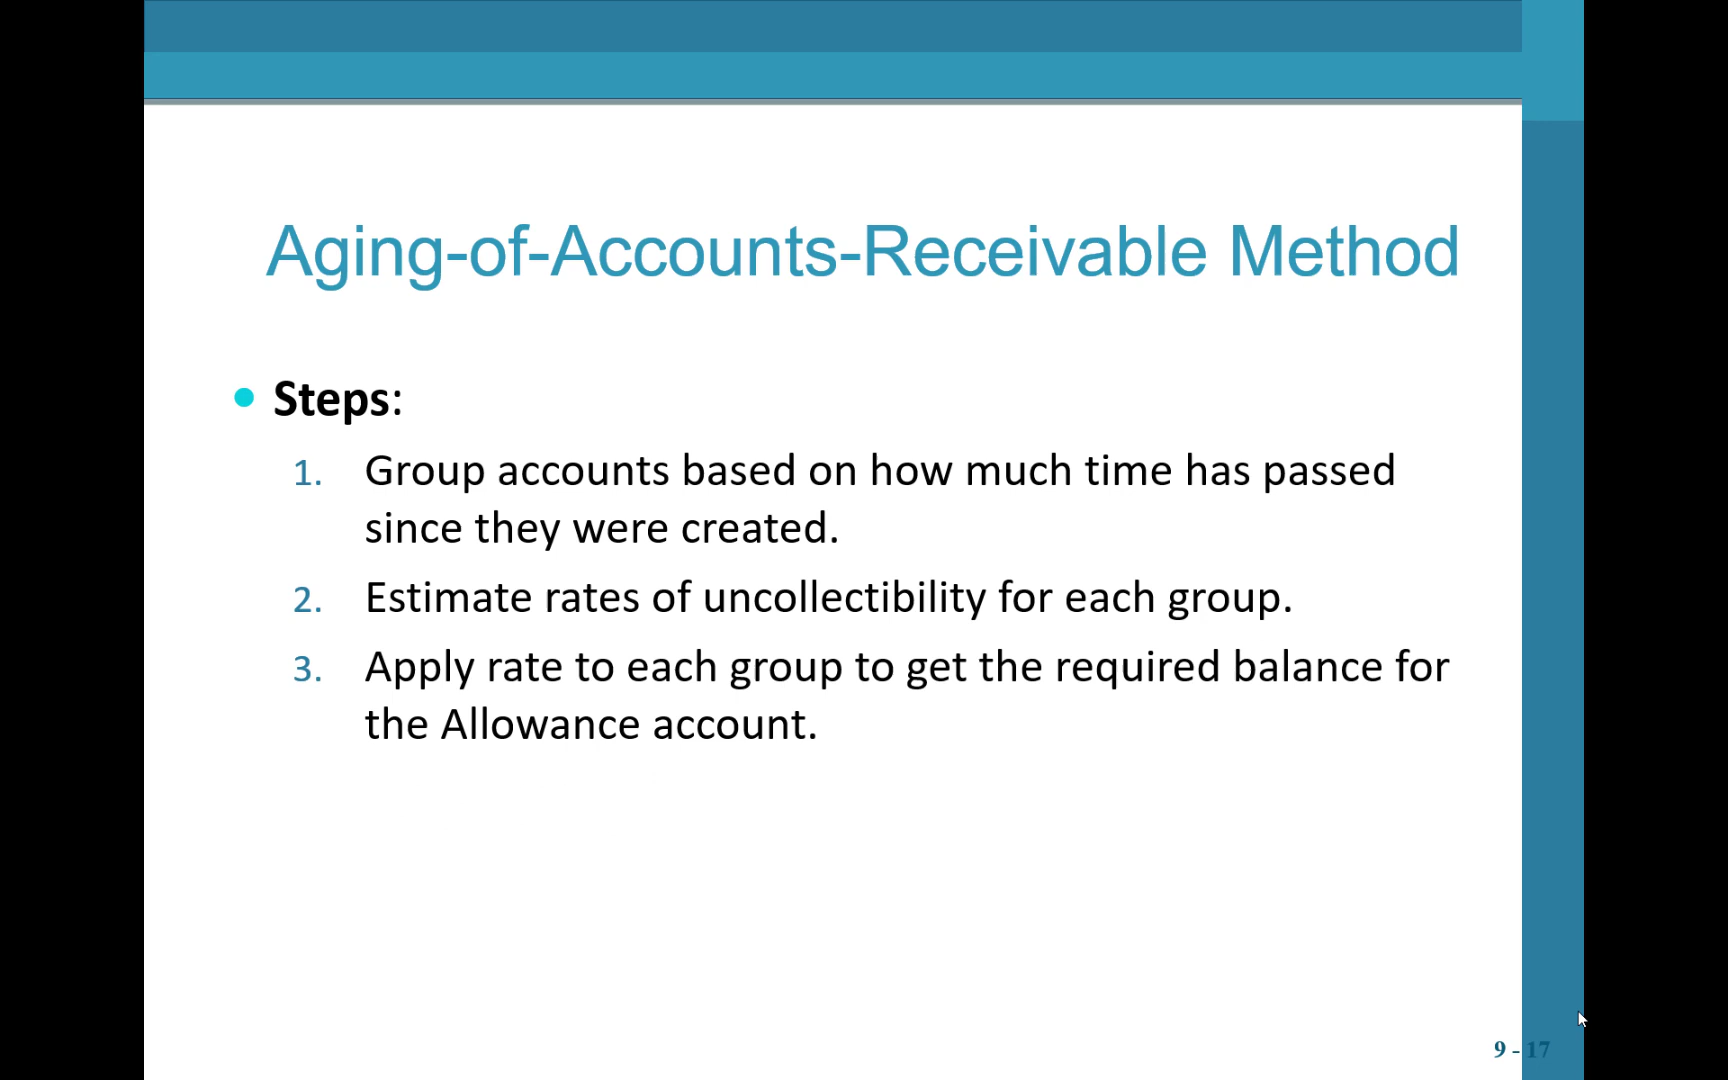 Aging-of-Accounts-Receivable Method
• Steps:
1. Group accounts based on how much time has passed
since they were created.
2. Estimate rates of uncollectibility for each group.
3. Apply rate to each group to get the required balance for
the Allowance account.
9 - 17